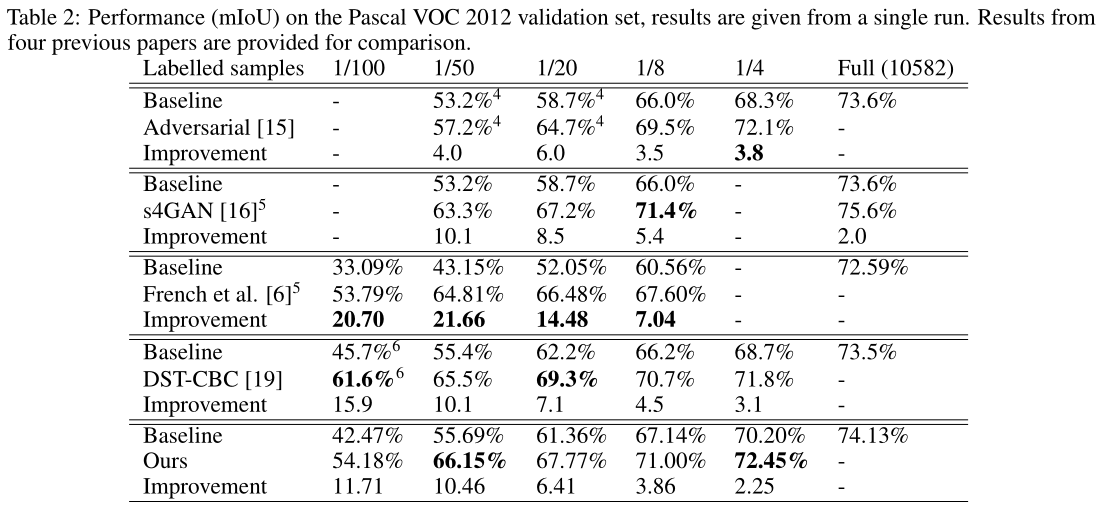 Table 2: Performance (mIoU) on the Pascal VOC 2012 validation set, results are given from a single run. Results from
four previous papers are provided for comparison.
Labelled samples 1/100 1/50 1/20 1/8 1/4 Full (10582)
Baseline - 53.2%⁴ 58.7%⁴ 66.0% 68.3% 73.6%
Adversarial [15] - 57.2%⁴ 64.7%⁴ 69.5% 72.1% -
Improvement - 4.0 6.0 3.5 3.8 -
Baseline - 53.2% 58.7% 66.0% - 73.6%
s4GAN [16]⁵ - 63.3% 67.2% 71.4% - 75.6%
Improvement - 10.1 8.5 5.4 - 2.0
Baseline 33.09% 43.15% 52.05% 60.56% - 72.59%
French et al. [6]⁵ 53.79% 64.81% 66.48% 67.60% - -
Improvement 20.70 21.66 14.48 7.04 - -
Baseline 45.7%⁶ 55.4% 62.2% 66.2% 68.7% 73.5%
DST-CBC [19] 61.6%⁶ 65.5% 69.3% 70.7% 71.8% -
Improvement 15.9 10.1 7.1 4.5 3.1 -
Baseline 42.47% 55.69% 61.36% 67.14% 70.20% 74.13%
Ours 54.18% 66.15% 67.77% 71.00% 72.45% -
Improvement 11.71 10.46 6.41 3.86 2.25 -